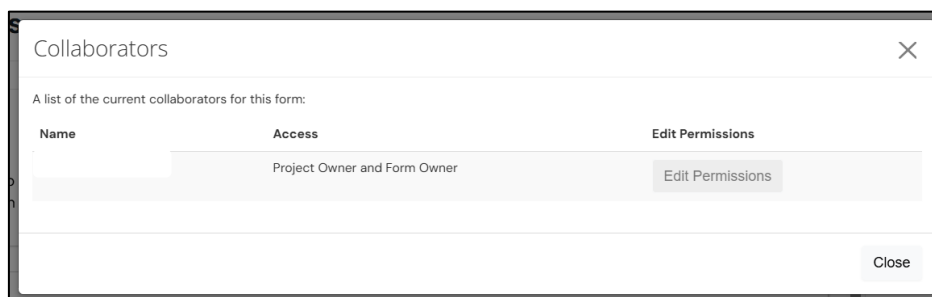 Collaborators
A list of the current collaborators for this form:
Name Access Edit Permissions
Project Owner and Form Owner Edit Permissions
Close